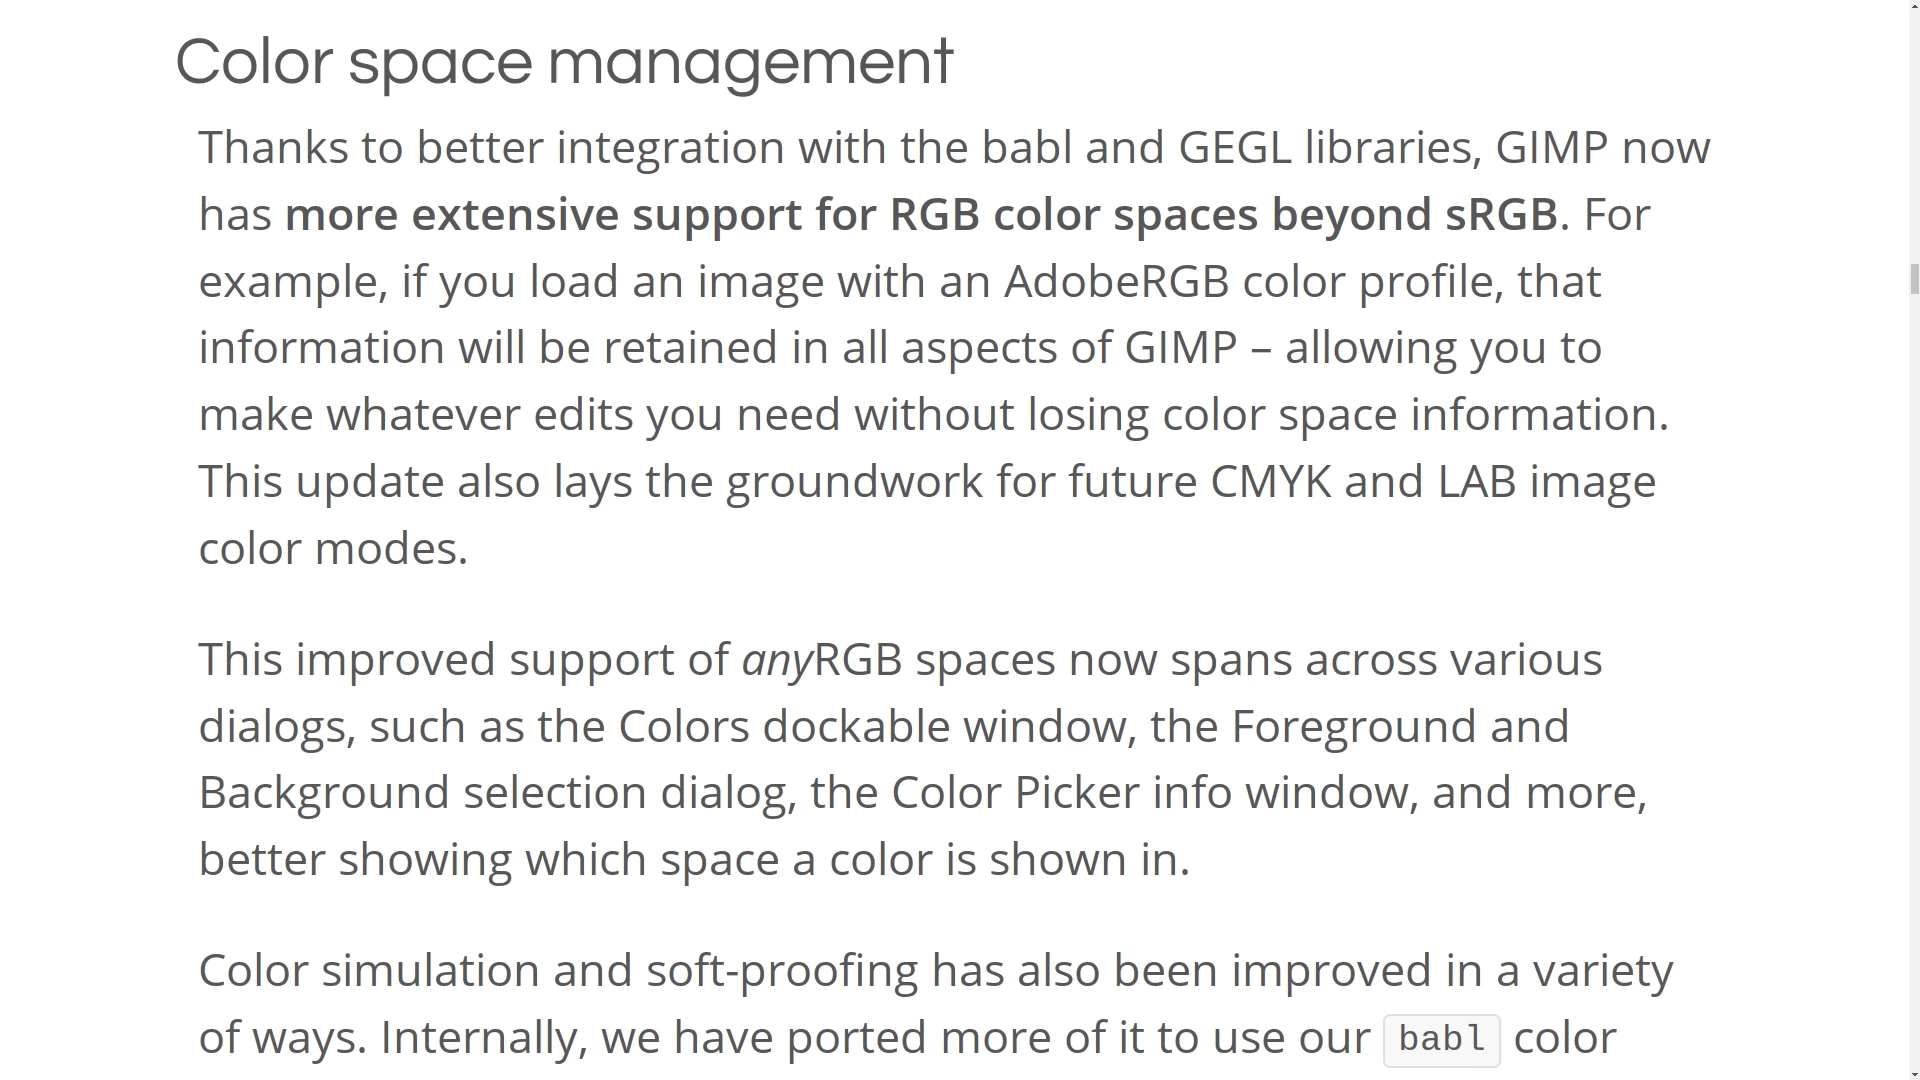 Color space management
Thanks to better integration with the babl and GEGL libraries, GIMP now
has more extensive support for RGB color spaces beyond sRGB. For
example, if you load an image with an AdobeRGB color profile, that
information will be retained in all aspects of GIMP – allowing you to
make whatever edits you need without losing color space information.
This update also lays the groundwork for future CMYK and LAB image
color modes.
This improved support of anyRGB spaces now spans across various
dialogs, such as the Colors dockable window, the Foreground and
Background selection dialog, the Color Picker info window, and more,
better showing which space a color is shown in.
Color simulation and soft-proofing has also been improved in a variety
of ways. Internally, we have ported more of it to use our babl color